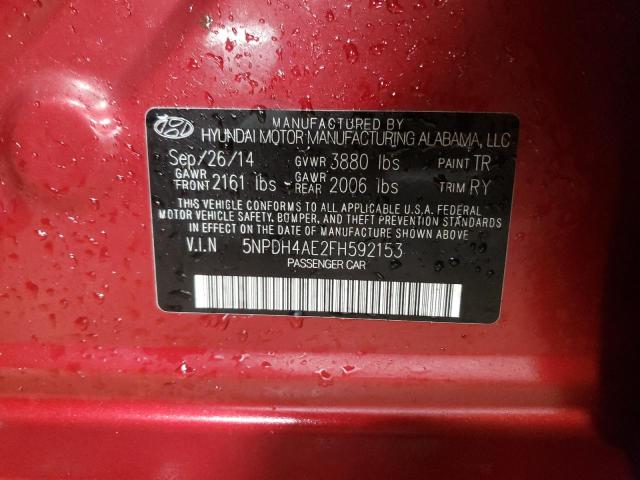 MANUFACTURED BY
HYUNDAI MOTOR MANUFACTURING ALABAMA, LLC
Sep/26/14 GVWR 3880 lbs PAINT TR
GAWR FRONT 2161 lbs - GAWR REAR 2006 lbs TRIM RY
THIS VEHICLE CONFORMS TO ALL APPLICABLE U.S.A. FEDERAL
MOTOR VEHICLE SAFETY, BUMPER, AND THEFT PREVENTION STANDARDS
IN EFFECT ON THE DATE OF MANUFACTURE SHOWN ABOVE.
V.I.N 5NPDH4AE2FH592153
PASSENGER CAR